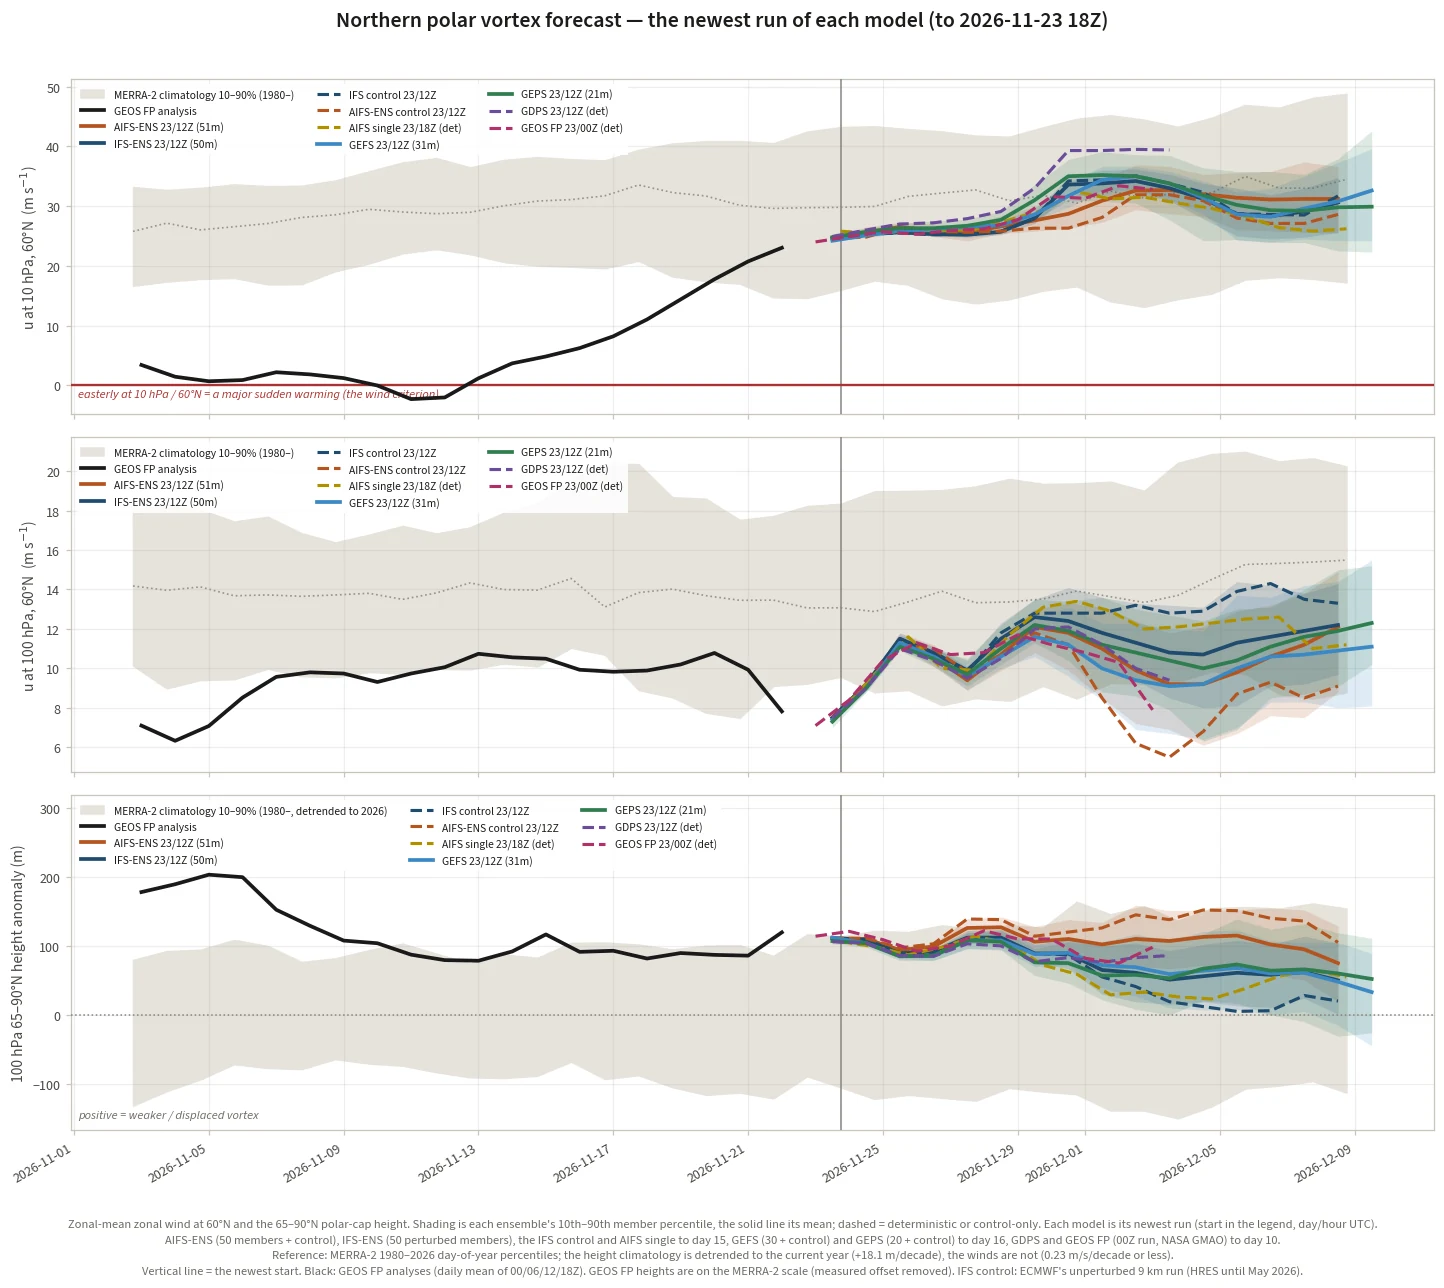 Northern polar vortex forecast — the newest run of each model (to 2026-11-23 18Z)
MERRA-2 climatology 10–90% (1980–)
GEOS FP analysis
AIFS-ENS 23/12Z (51m)
IFS-ENS 23/12Z (50m)
IFS control 23/12Z
AIFS-ENS control 23/12Z
AIFS single 23/18Z (det)
GEFS 23/12Z (31m)
GEPS 23/12Z (21m)
GDPS 23/12Z (det)
GEOS FP 23/00Z (det)
u at 10 hPa, 60°N (m s⁻¹)
50
40
30
20
10
0
easterly at 10 hPa / 60°N = a major sudden warming (the wind criterion)
MERRA-2 climatology 10–90% (1980–)
GEOS FP analysis
AIFS-ENS 23/12Z (51m)
IFS-ENS 23/12Z (50m)
IFS control 23/12Z
AIFS-ENS control 23/12Z
AIFS single 23/18Z (det)
GEFS 23/12Z (31m)
GEPS 23/12Z (21m)
GDPS 23/12Z (det)
GEOS FP 23/00Z (det)
u at 100 hPa, 60°N (m s⁻¹)
20
18
16
14
12
10
8
6
MERRA-2 climatology 10–90% (1980–, detrended to 2026)
GEOS FP analysis
AIFS-ENS 23/12Z (51m)
IFS-ENS 23/12Z (50m)
IFS control 23/12Z
AIFS-ENS control 23/12Z
AIFS single 23/18Z (det)
GEFS 23/12Z (31m)
GEPS 23/12Z (21m)
GDPS 23/12Z (det)
GEOS FP 23/00Z (det)
100 hPa 65–90°N height anomaly (m)
300
200
100
0
−100
positive = weaker / displaced vortex
2026-11-01
2026-11-05
2026-11-09
2026-11-13
2026-11-17
2026-11-21
2026-11-25
2026-11-29
2026-12-01
2026-12-05
2026-12-09
Zonal-mean zonal wind at 60°N and the 65–90°N polar-cap height. Shading is each ensemble's 10th–90th member percentile, the solid line its mean; dashed = deterministic or control-only. Each model is its newest run (start in the legend, day/hour UTC).
AIFS-ENS (50 members + control), IFS-ENS (50 perturbed members), the IFS control and AIFS single to day 15, GEFS (30 + control) and GEPS (20 + control) to day 16, GDPS and GEOS FP (00Z run, NASA GMAO) to day 10.
Reference: MERRA-2 1980–2026 day-of-year percentiles; the height climatology is detrended to the current year (+18.1 m/decade), the winds are not (0.23 m/s/decade or less).
Vertical line = the newest start. Black: GEOS FP analyses (daily mean of 00/06/12/18Z). GEOS FP heights are on the MERRA-2 scale (measured offset removed). IFS control: ECMWF's unperturbed 9 km run (HRES until May 2026).